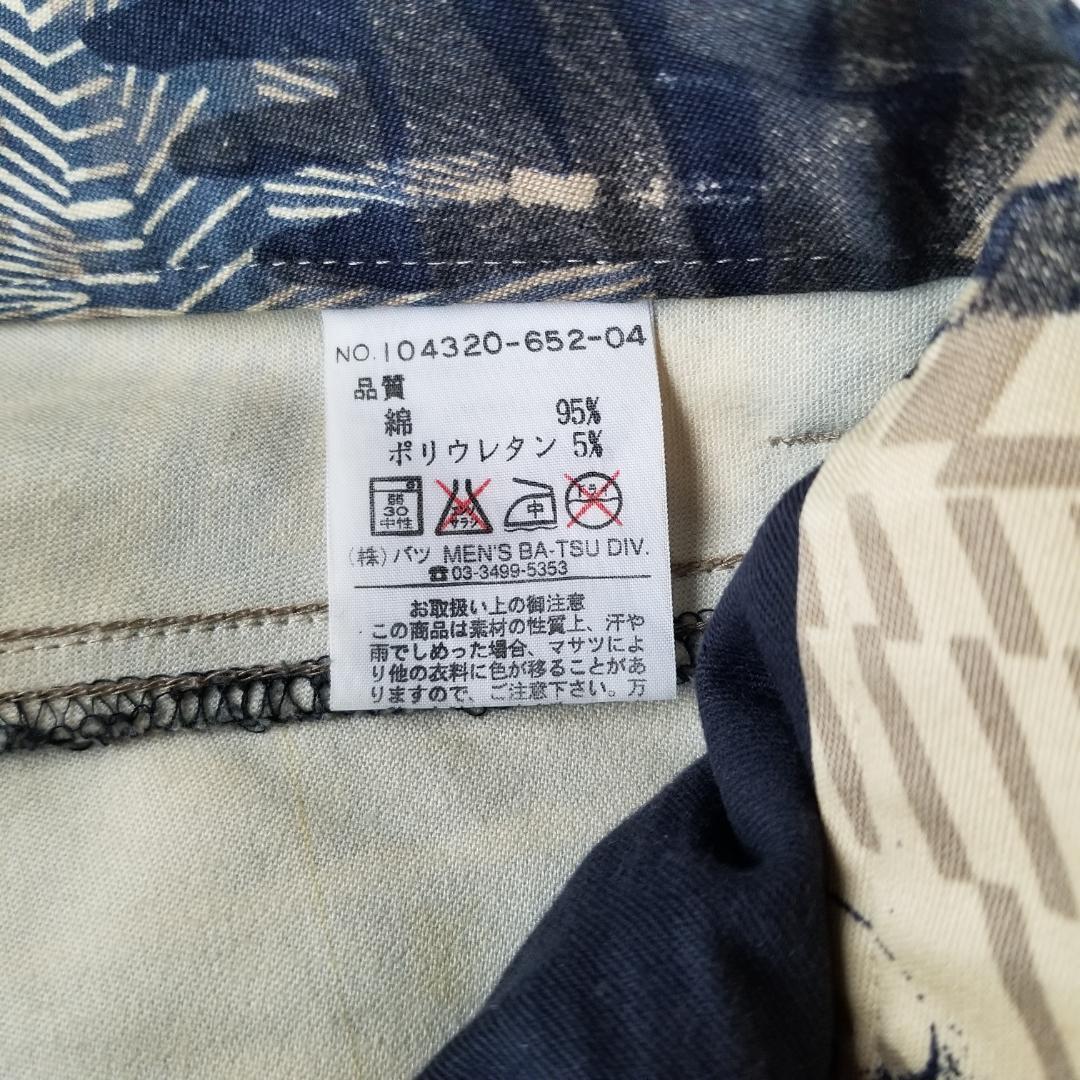 NO.104320-652-04
品質
綿 95%
ポリウレタン 5%
弱
30
中性
エンソ
サラシ
中
ドライ
(株)バツ MEN'S BA-TSU DIV.
☎03-3499-5353
お取扱い上の御注意
この商品は素材の性質上、汗や
雨でしめった場合、マサツによ
り他の衣料に色が移ることがあ
りますので、ご注意下さい。万